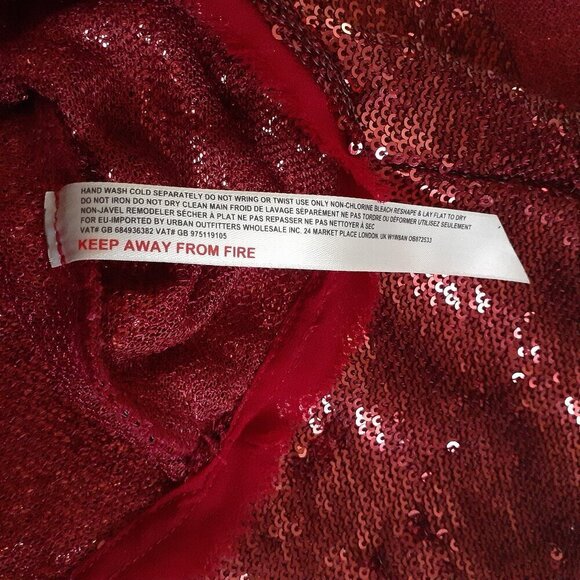 HAND WASH COLD SEPARATELY DO NOT WRING OR TWIST USE ONLY NON-CHLORINE BLEACH RESHAPE & LAY FLAT TO DRY
DO NOT IRON DO NOT DRY CLEAN MAIN FROID DE LAVAGE SÉPAREMENT NE PAS TORDRE OU DÉFORMER UTILISEZ SEULEMENT
NON-JAVEL REMODELER SÉCHER À PLAT NE PAS REPASSER NE PAS NETTOYER À SEC
FOR EU-IMPORTED BY URBAN OUTFITTERS WHOLESALE INC. 24 MARKET PLACE LONDON. UK W1W8AN OB872533
VAT# GB 684936382 VAT# GB 975119105
KEEP AWAY FROM FIRE